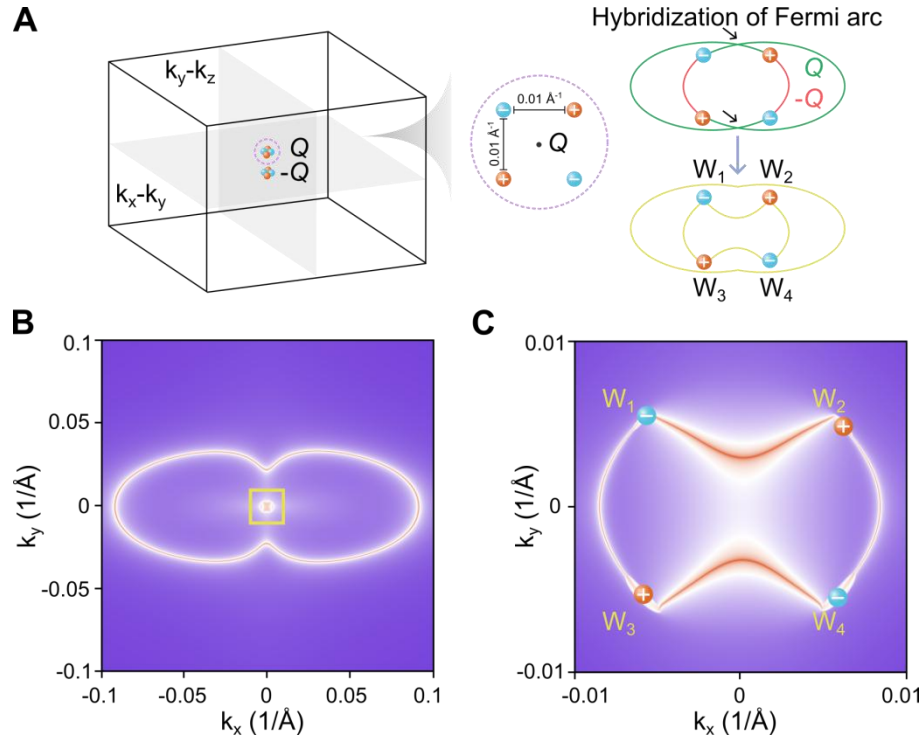 A
Hybridization of Fermi arc
k_y-k_z
Q
-Q
k_x-k_y
−
0.01 Å⁻¹
+
0.01 Å⁻¹
Q
+
−
−
+
Q
-Q
+
−
W₁ W₂
−
+
+
−
W₃ W₄
B
0.1
0.05
0
-0.05
-0.1
k_y (1/Å)
-0.1 -0.05 0 0.05 0.1
k_x (1/Å)
C
0.01
0
-0.01
k_y (1/Å)
W₁ W₂
−
+
+
−
W₃ W₄
-0.01 0 0.01
k_x (1/Å)